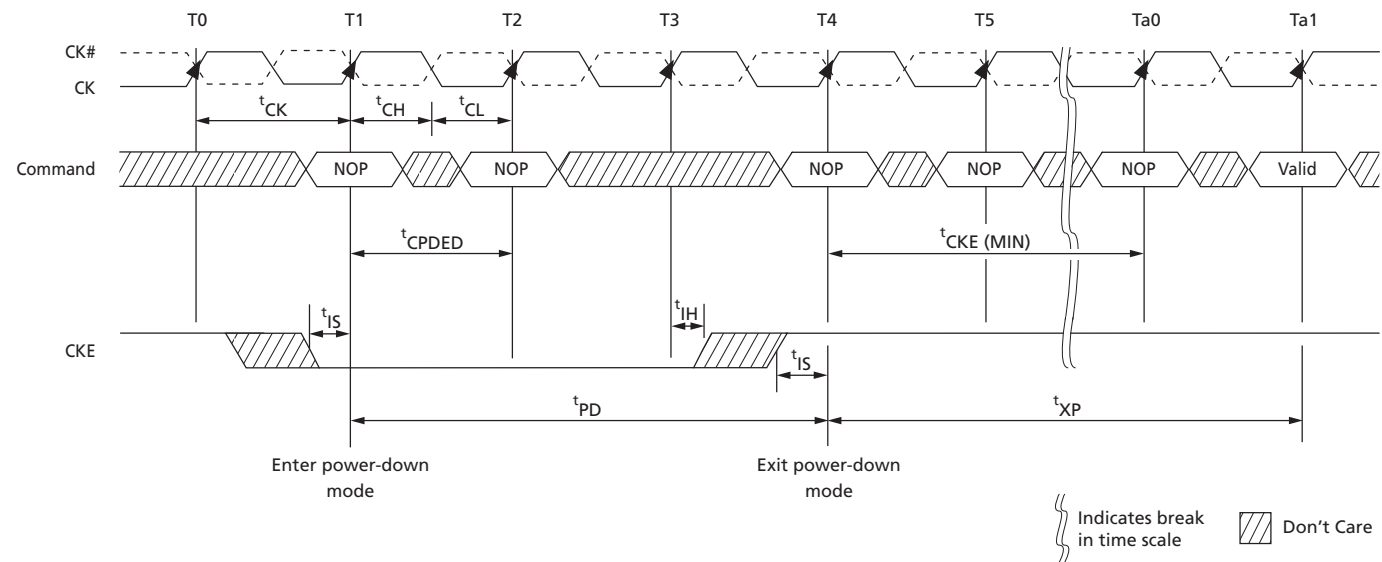 T0 T1 T2 T3 T4 T5 Ta0 Ta1
CK#
CK
tCK tCH tCL
Command NOP NOP NOP NOP NOP Valid
tCPDED tCKE (MIN)
tIS tIH
CKE
tIS
tPD tXP
Enter power-down
mode
Exit power-down
mode
Indicates break
in time scale
Don't Care